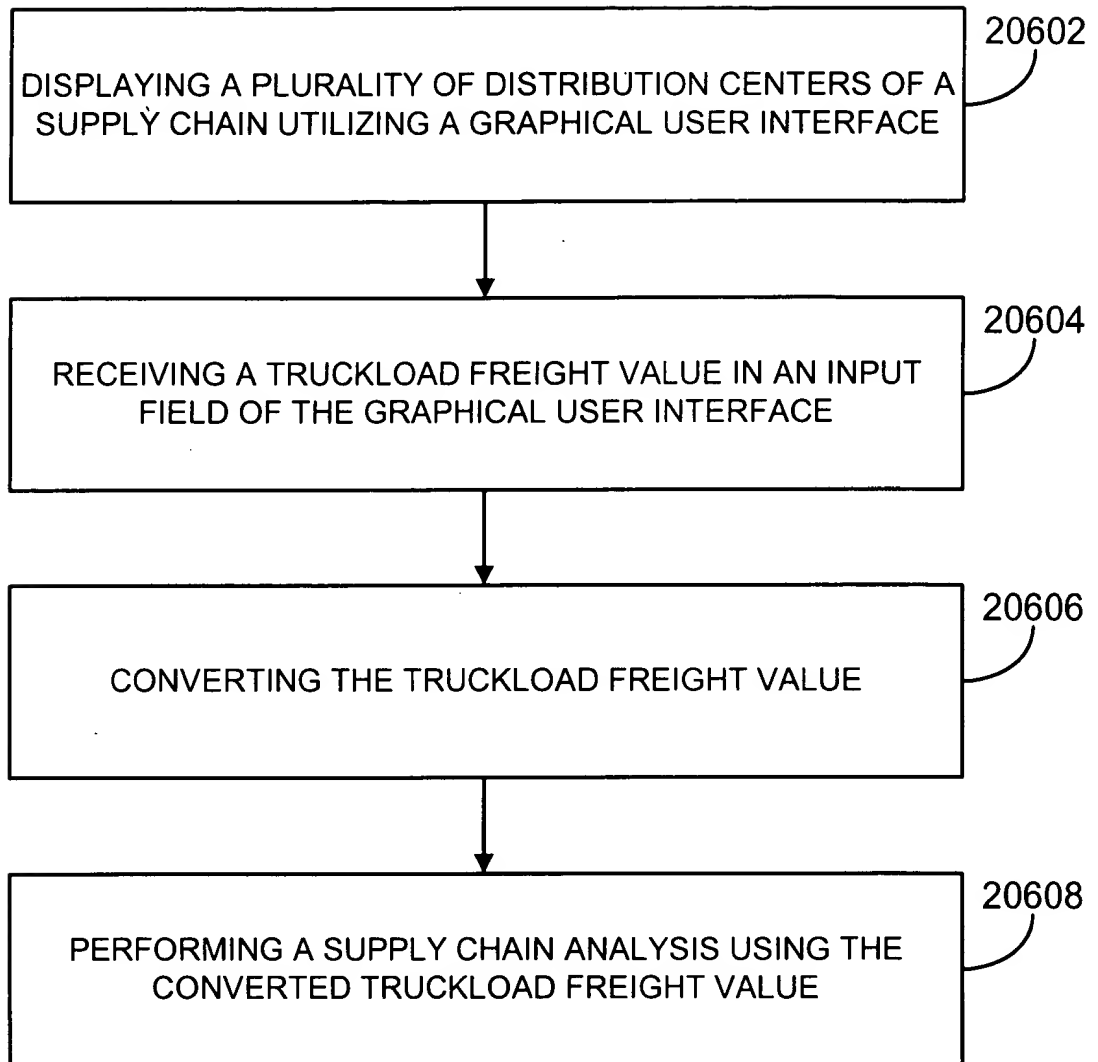 20602
DISPLAYING A PLURALITY OF DISTRIBUTION CENTERS OF A
SUPPLY CHAIN UTILIZING A GRAPHICAL USER INTERFACE
20604
RECEIVING A TRUCKLOAD FREIGHT VALUE IN AN INPUT
FIELD OF THE GRAPHICAL USER INTERFACE
20606
CONVERTING THE TRUCKLOAD FREIGHT VALUE
20608
PERFORMING A SUPPLY CHAIN ANALYSIS USING THE
CONVERTED TRUCKLOAD FREIGHT VALUE